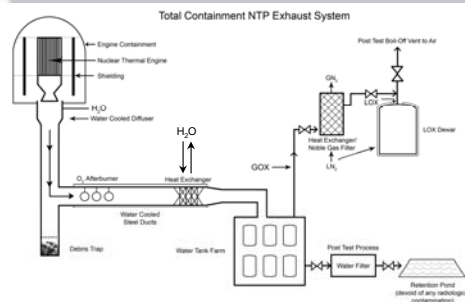 Total Containment NTP Exhaust System
Engine Containment
Nuclear Thermal Engine
Shielding
H₂O
Water Cooled Diffuser
Post Test Boil-Off Vent to Air
GN₂
LOX
Heat Exchanger/
Noble Gas Filter
LOX Dewar
LN₂
GOX
H₂O
O₂ Afterburner
Heat Exchanger
Water Cooled
Steel Ducts
Debris Trap
Water Tank Farm
Post Test Process
Water Filter
Retention Pond
(devoid of any radiological
contamination)